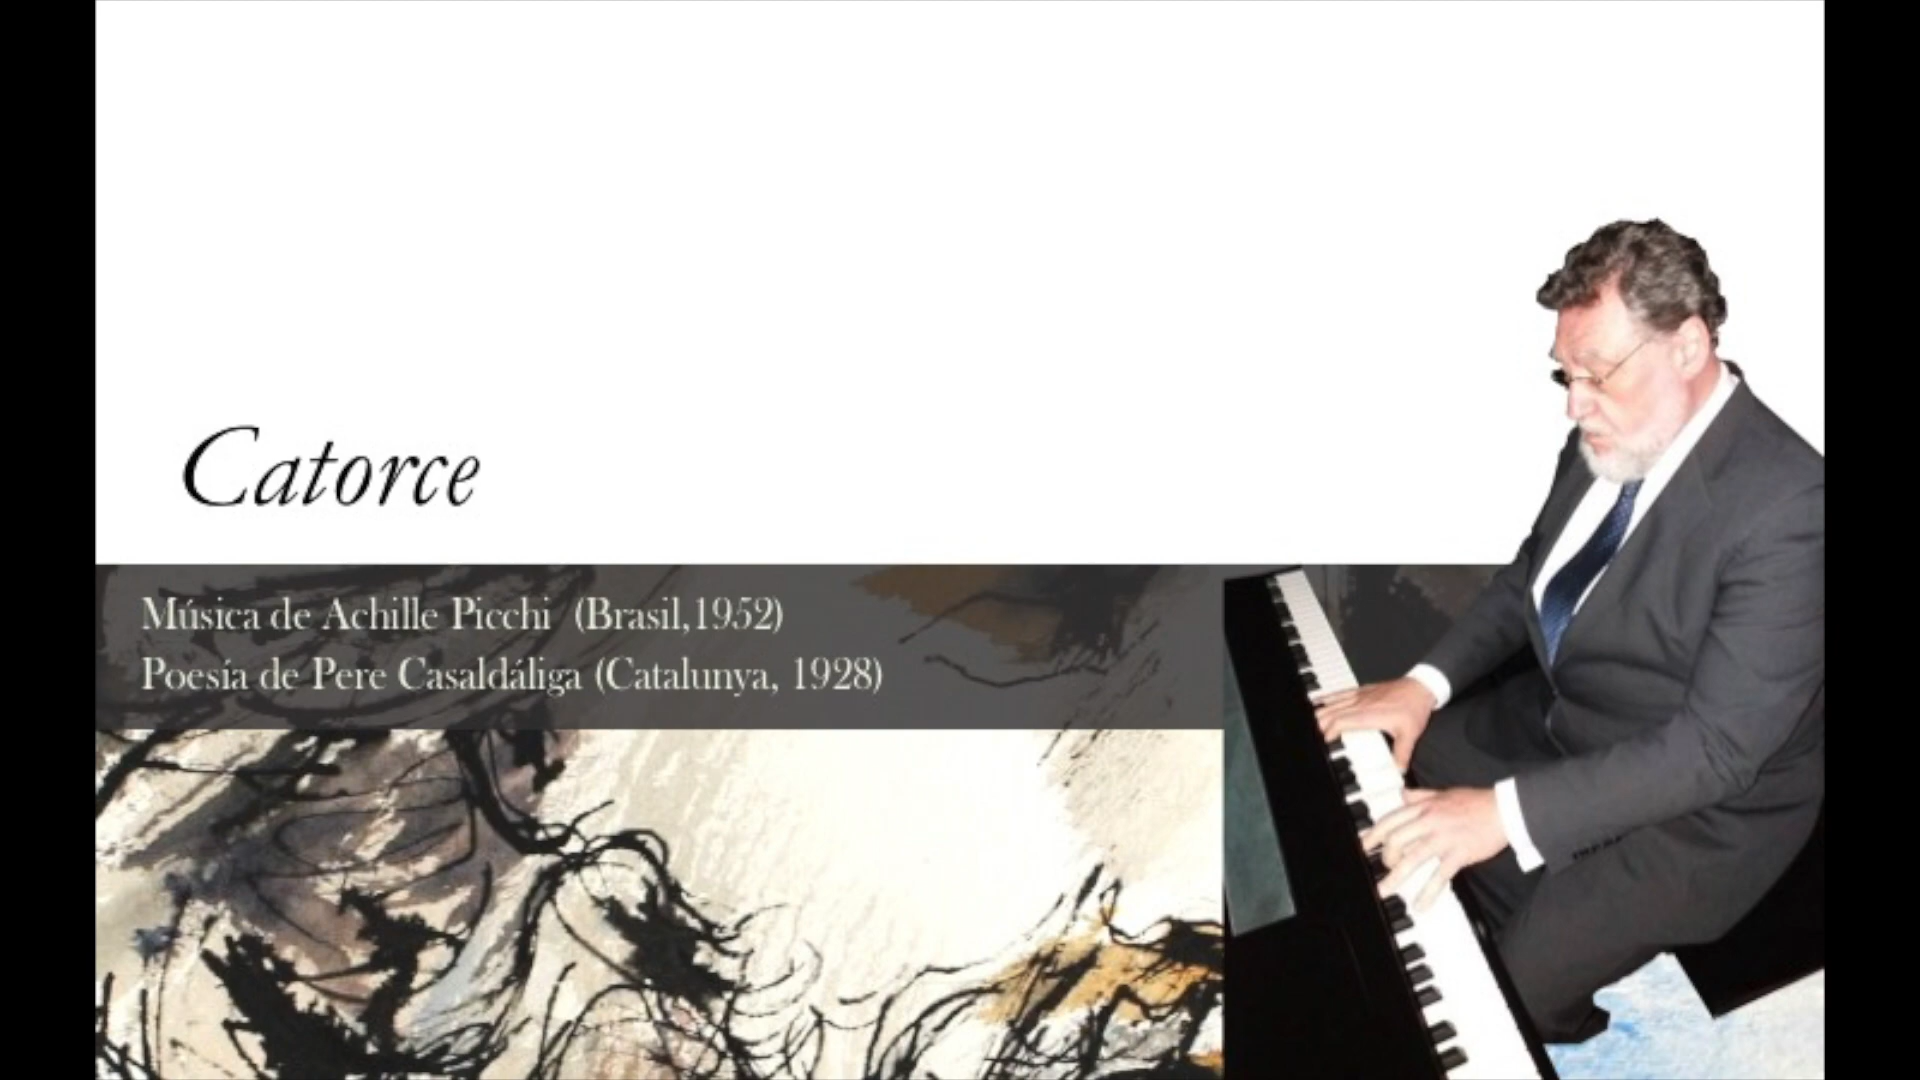 Catorce
Música de Achille Picchi (Brasil,1952)
Poesía de Pere Casaldáliga (Catalunya, 1928)